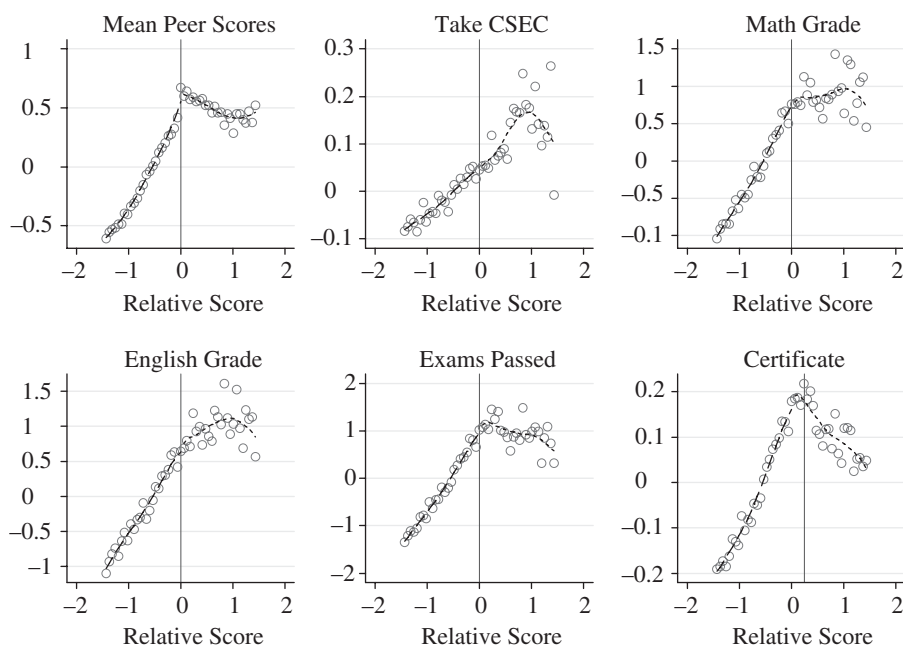 Mean Peer Scores
1
0.5
0
–0.5
–2 –1 0 1 2
Relative Score
Take CSEC
0.3
0.2
0.1
0
–0.1
–2 –1 0 1 2
Relative Score
Math Grade
1.5
1
0.5
0
–0.5
–0.1
–2 –1 0 1 2
Relative Score
English Grade
1.5
1
0.5
0
–0.5
–1
–2 –1 0 1 2
Relative Score
Exams Passed
2
1
0
–1
–2
–2 –1 0 1 2
Relative Score
Certificate
0.2
0.1
0
–0.1
–0.2
–2 –1 0 1 2
Relative Score